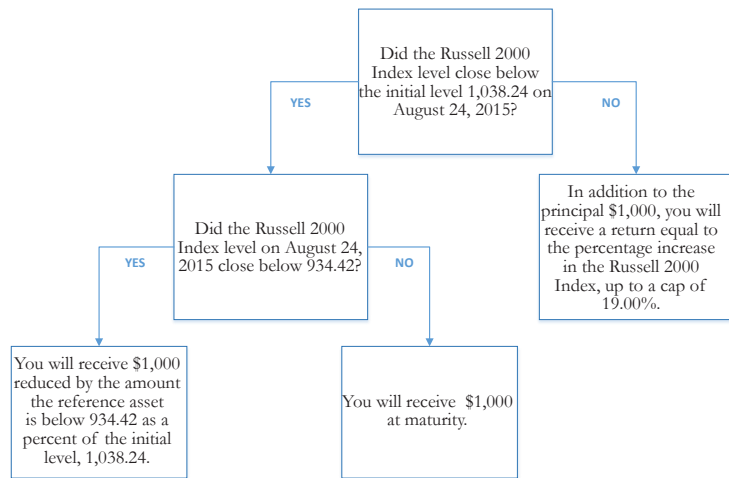 Did the Russell 2000
Index level close below
the initial level 1,038.24 on
August 24, 2015?
YES
NO
Did the Russell 2000
Index level on August 24,
2015 close below 934.42?
In addition to the
principal $1,000, you will
receive a return equal to
the percentage increase
in the Russell 2000
Index, up to a cap of
19.00%.
YES
NO
You will receive $1,000
reduced by the amount
the reference asset
is below 934.42 as a
percent of the initial
level, 1,038.24.
You will receive $1,000
at maturity.